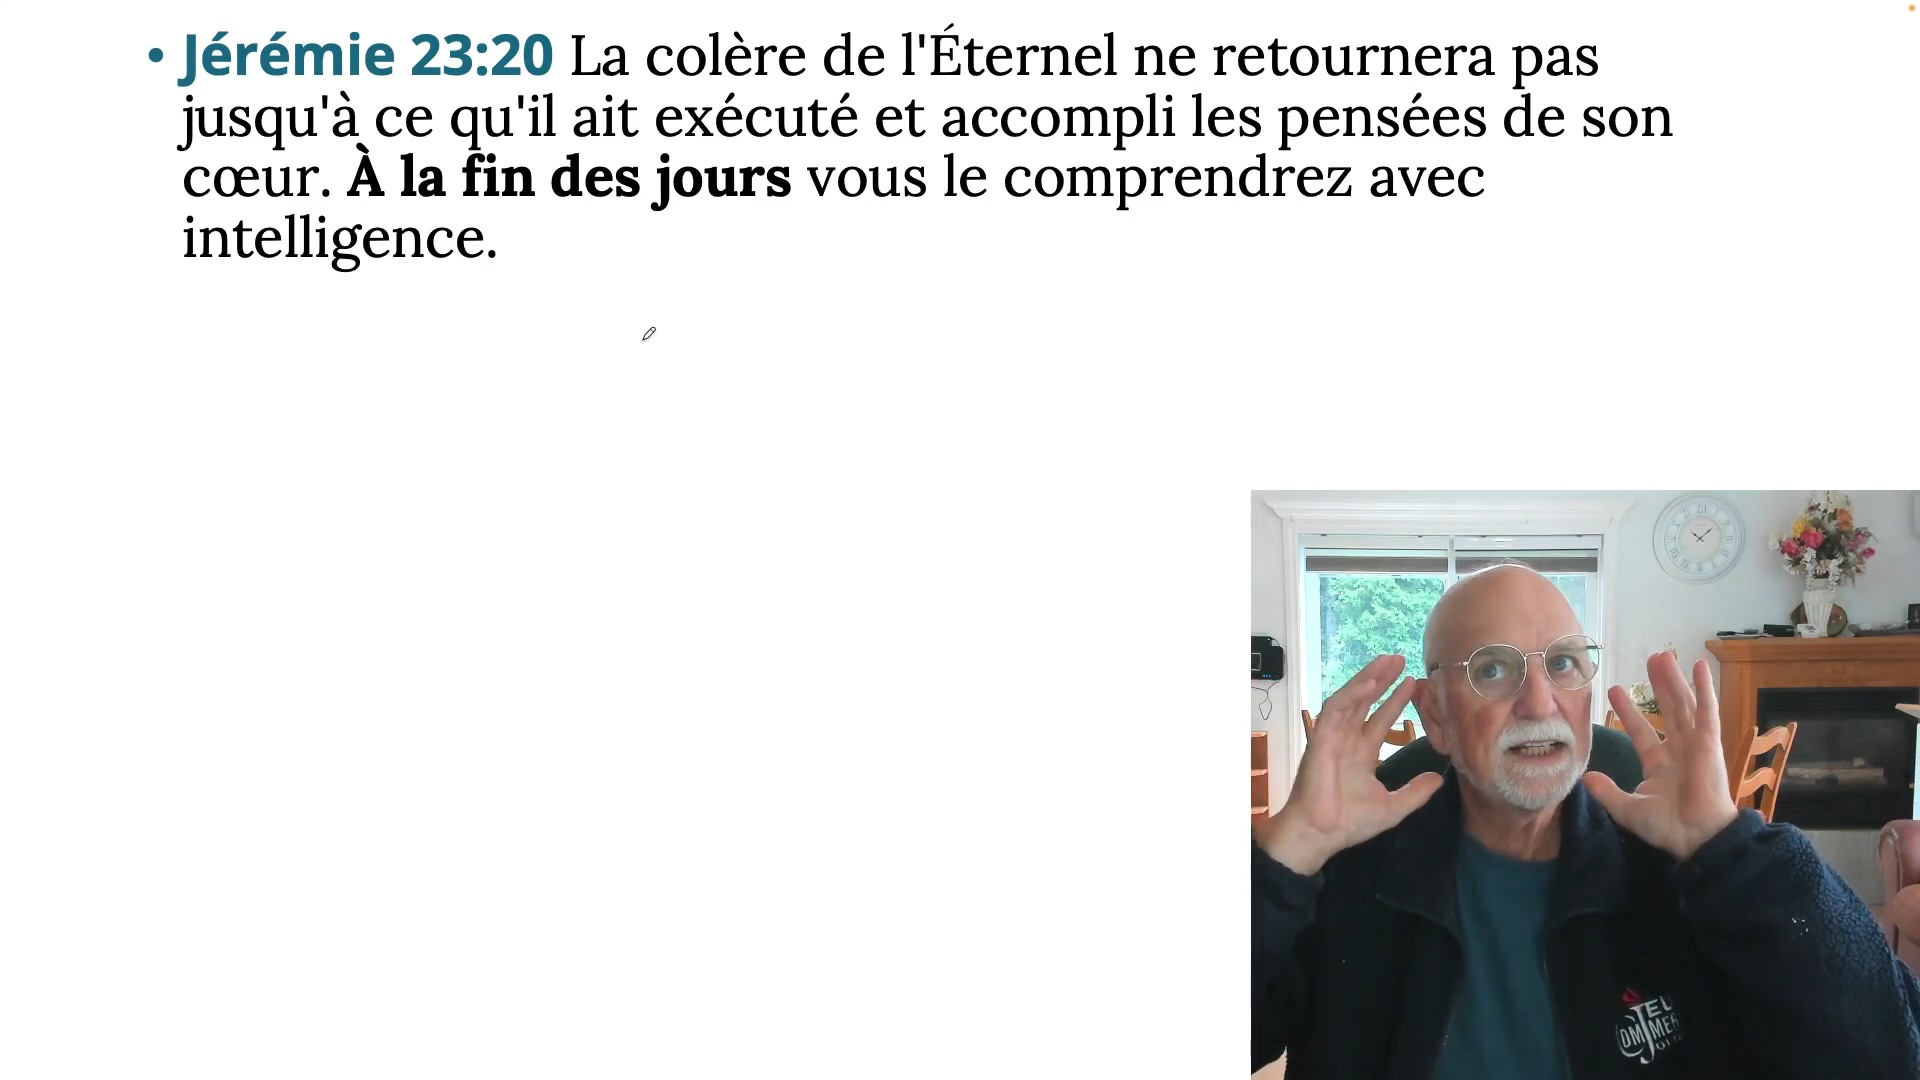 • Jérémie 23:20 La colère de l'Éternel ne retournera pas
jusqu'à ce qu'il ait exécuté et accompli les pensées de son
cœur. À la fin des jours vous le comprendrez avec
intelligence.